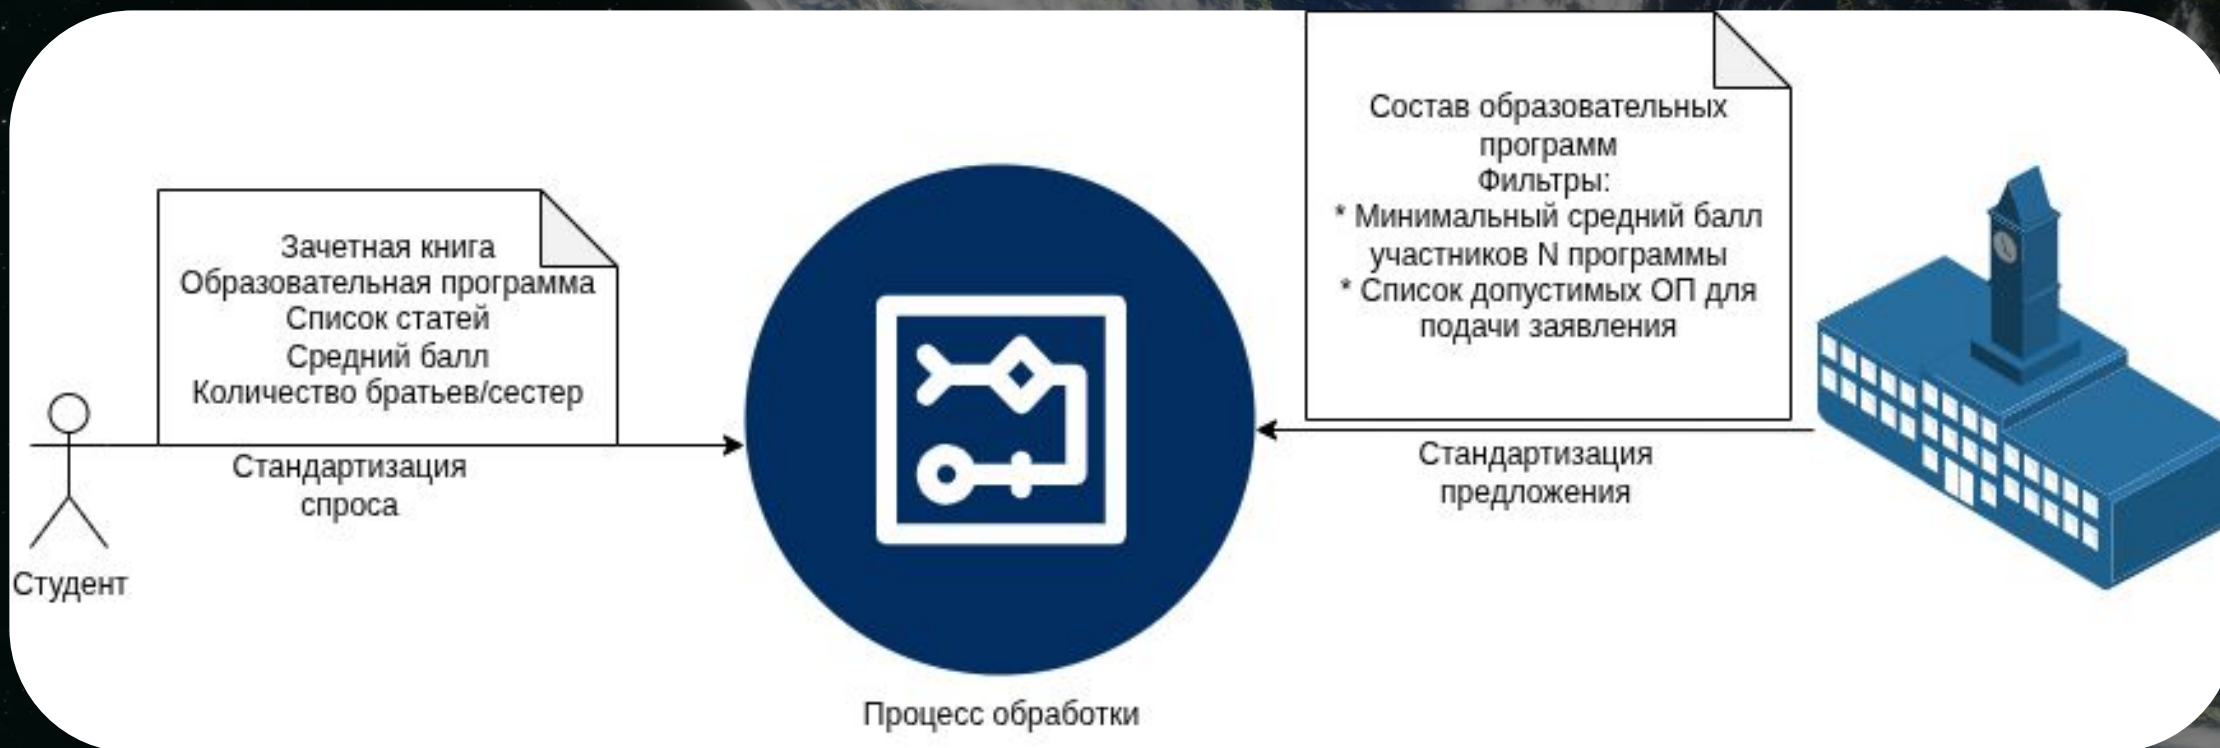 Зачетная книга
Образовательная программа
Список статей
Средний балл
Количество братьев/сестер
Стандартизация
спроса
Студент
Процесс обработки
Состав образовательных
программ
Фильтры:
* Минимальный средний балл
участников N программы
* Список допустимых ОП для
подачи заявления
Стандартизация
предложения